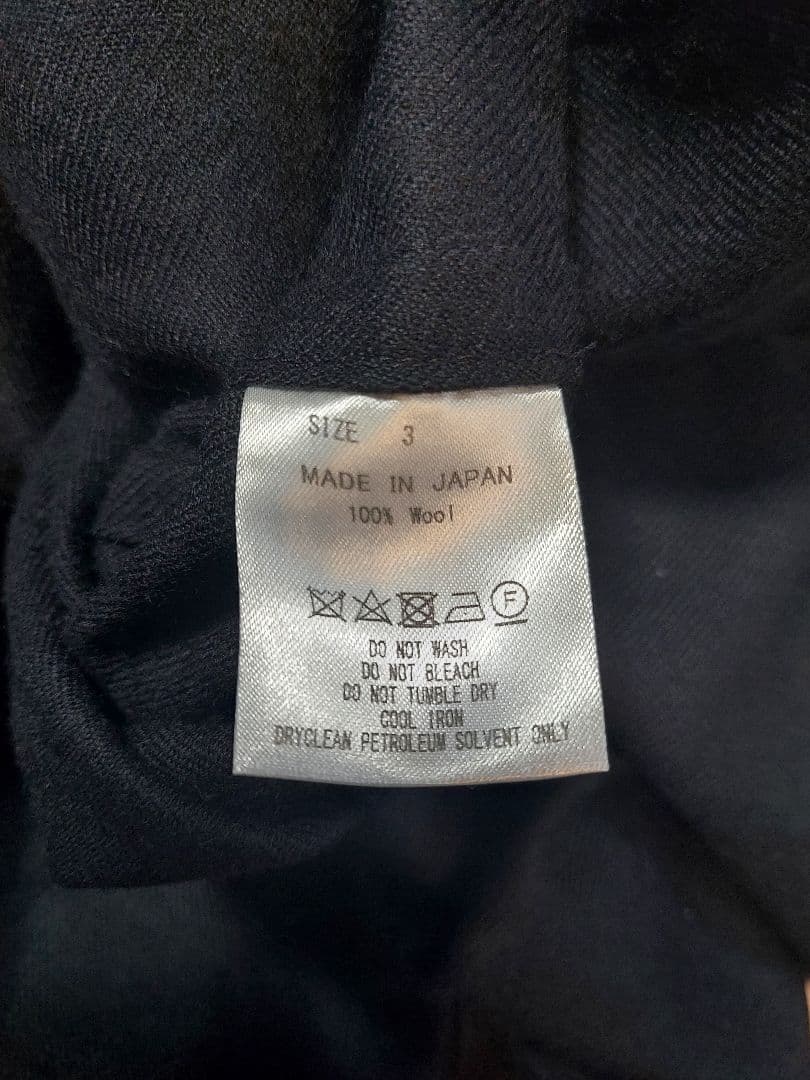 SIZE 3
MADE IN JAPAN
100% Wool
F
DO NOT WASH
DO NOT BLEACH
DO NOT TUMBLE DRY
COOL IRON
DRYCLEAN PETROLEUM SOLVENT ONLY